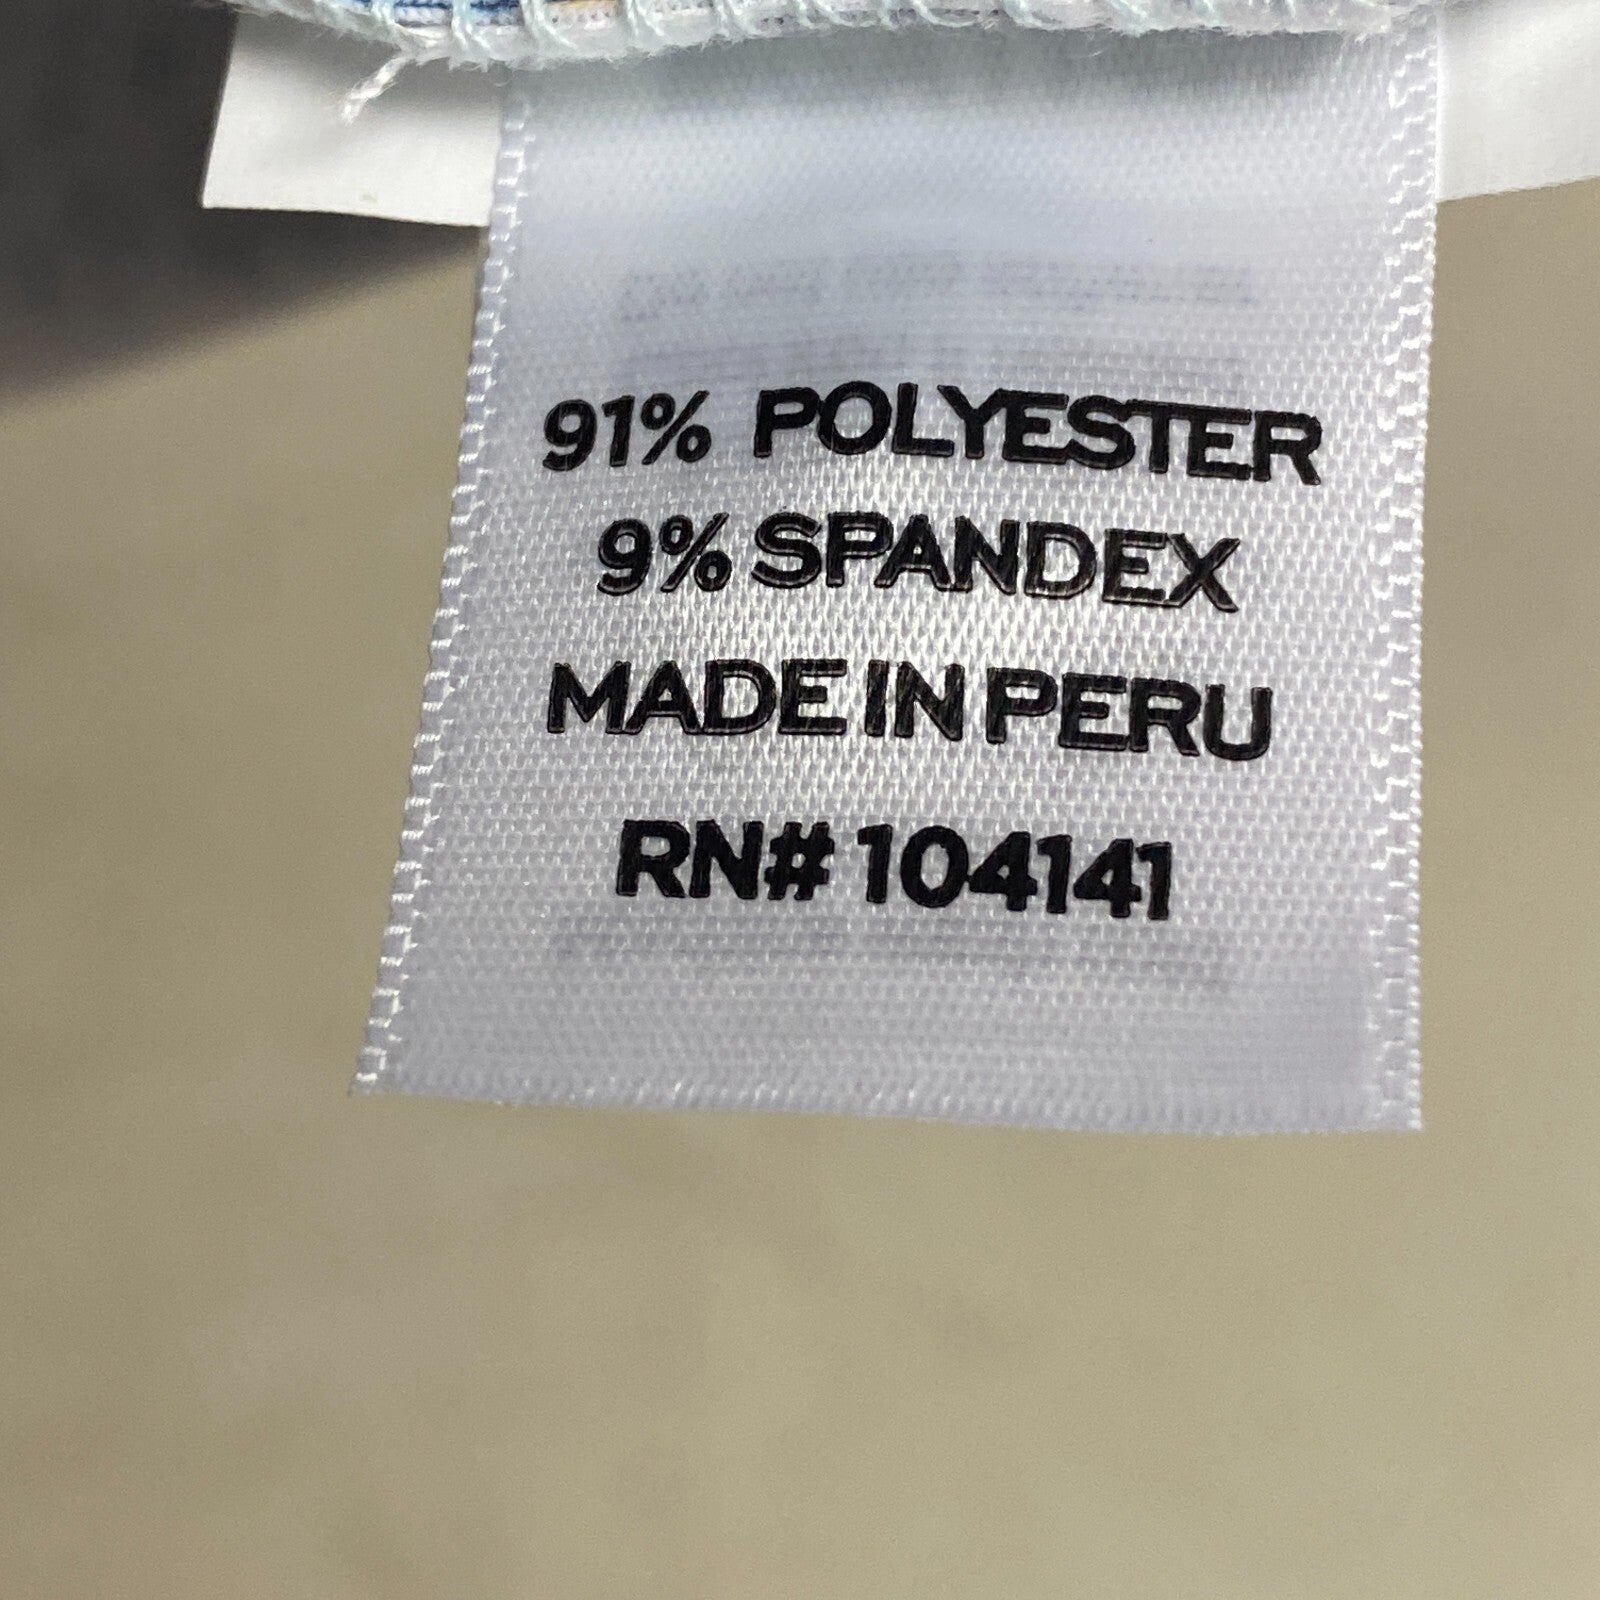 91% POLYESTER
9% SPANDEX
MADE IN PERU
RN# 104141